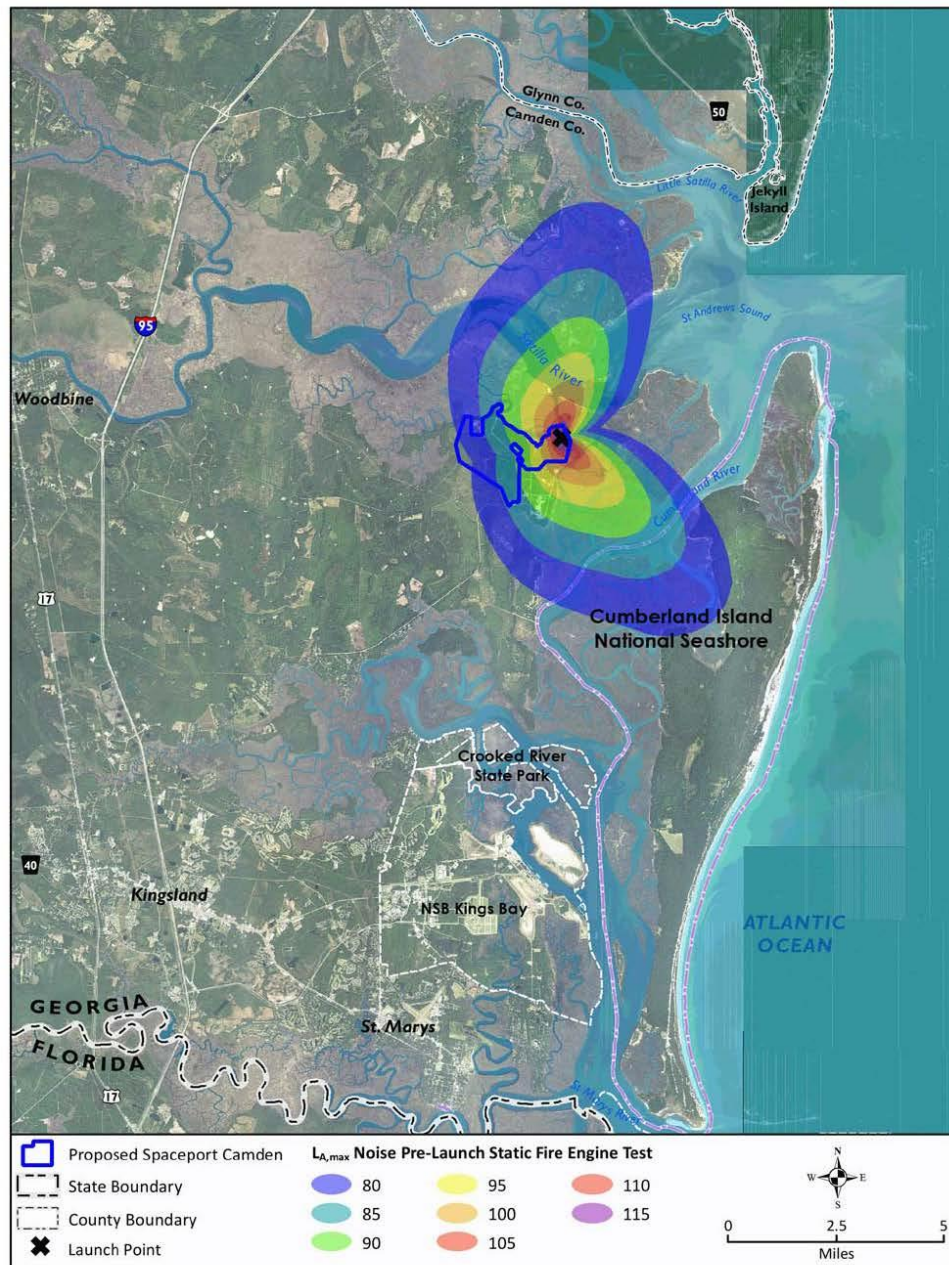 Glynn Co.
Camden Co.
50
Little Satilla River
Jekyll
Island
St Andrews Sound
95
Satilla River
Woodbine
Cumberland River
17
Cumberland Island
National Seashore
Crooked River
State Park
40
Kingsland
NSB Kings Bay
ATLANTIC
OCEAN
GEORGIA
St. Marys
FLORIDA
17
St Marys River
Proposed Spaceport Camden
State Boundary
County Boundary
Launch Point
LA,max Noise Pre-Launch Static Fire Engine Test
80 95 110
85 100 115
90 105
N
W E
S
0 2.5 5
Miles